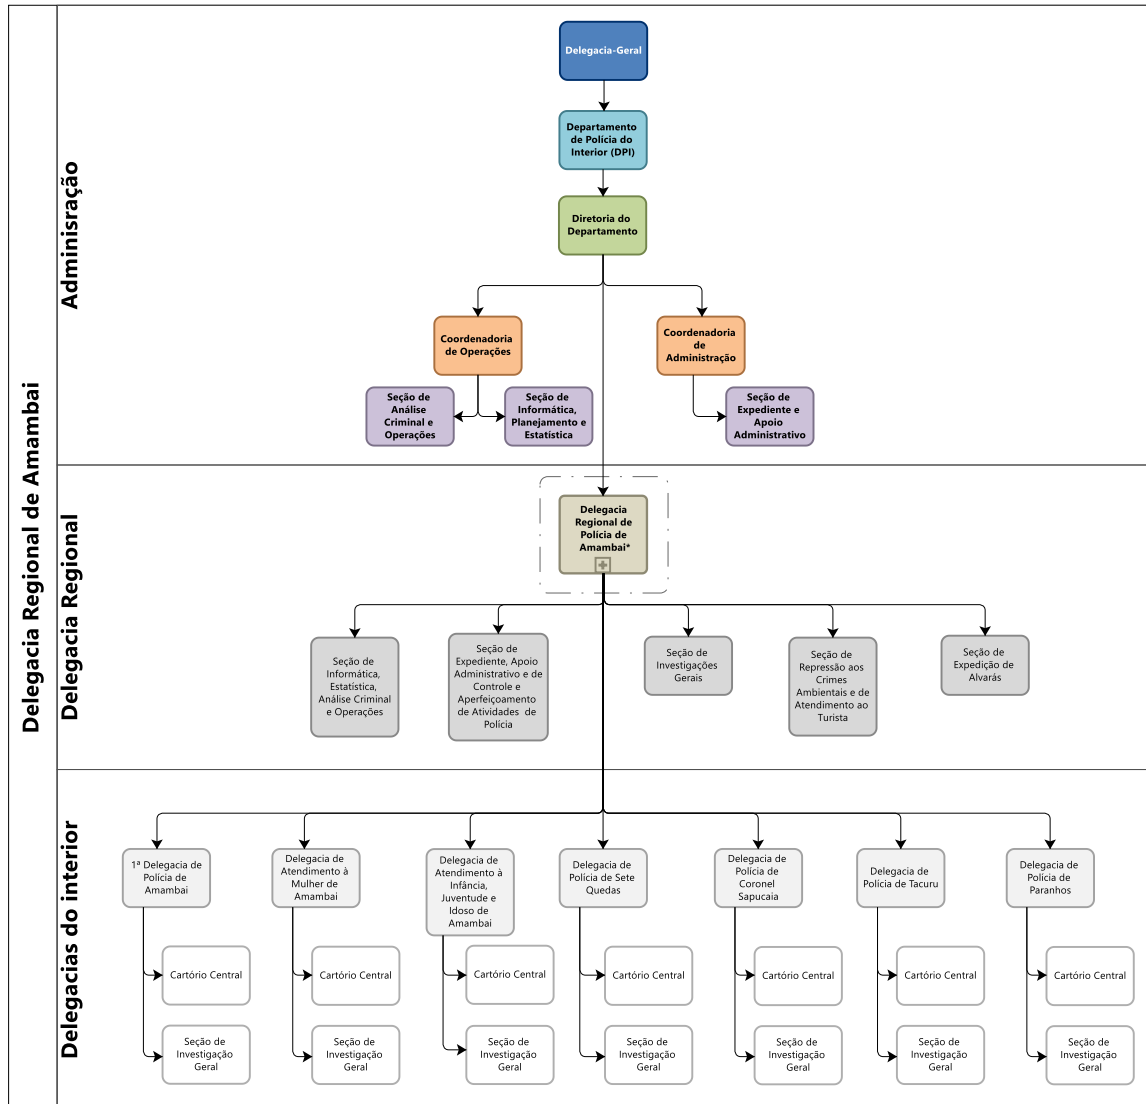 Delegacia Regional de Amambai
Adminisração
Delegacia-Geral
Departamento
de Polícia do
Interior (DPI)
Diretoria do
Departamento
Coordenadoria
de Operações
Coordenadoria
de
Administração
Seção de
Análise
Criminal e
Operações
Seção de
Informática,
Planejamento e
Estatística
Seção de
Expediente e
Apoio
Administrativo
Delegacia Regional
Delegacia
Regional de
Polícia de
Amambai*
Seção de
Informática,
Estatística,
Análise Criminal
e Operações
Seção de
Expediente, Apoio
Administrativo e de
Controle e
Aperfeiçoamento
de Atividades de
Polícia
Seção de
Investigações
Gerais
Seção de
Repressão aos
Crimes
Ambientais e de
Atendimento ao
Turista
Seção de
Expedição de
Alvarás
Delegacias do interior
1ª Delegacia de
Polícia de
Amambai
Delegacia de
Atendimento à
Mulher de
Amambai
Delegacia de
Atendimento à
Infância,
Juventude e
Idoso de
Amambai
Delegacia de
Polícia de Sete
Quedas
Delegacia de
Polícia de
Coronel
Sapucaia
Delegacia de
Polícia de Tacuru
Delegacia de
Polícia de
Paranhos
Cartório Central
Cartório Central
Cartório Central
Cartório Central
Cartório Central
Cartório Central
Cartório Central
Seção de
Investigação
Geral
Seção de
Investigação
Geral
Seção de
Investigação
Geral
Seção de
Investigação
Geral
Seção de
Investigação
Geral
Seção de
Investigação
Geral
Seção de
Investigação
Geral